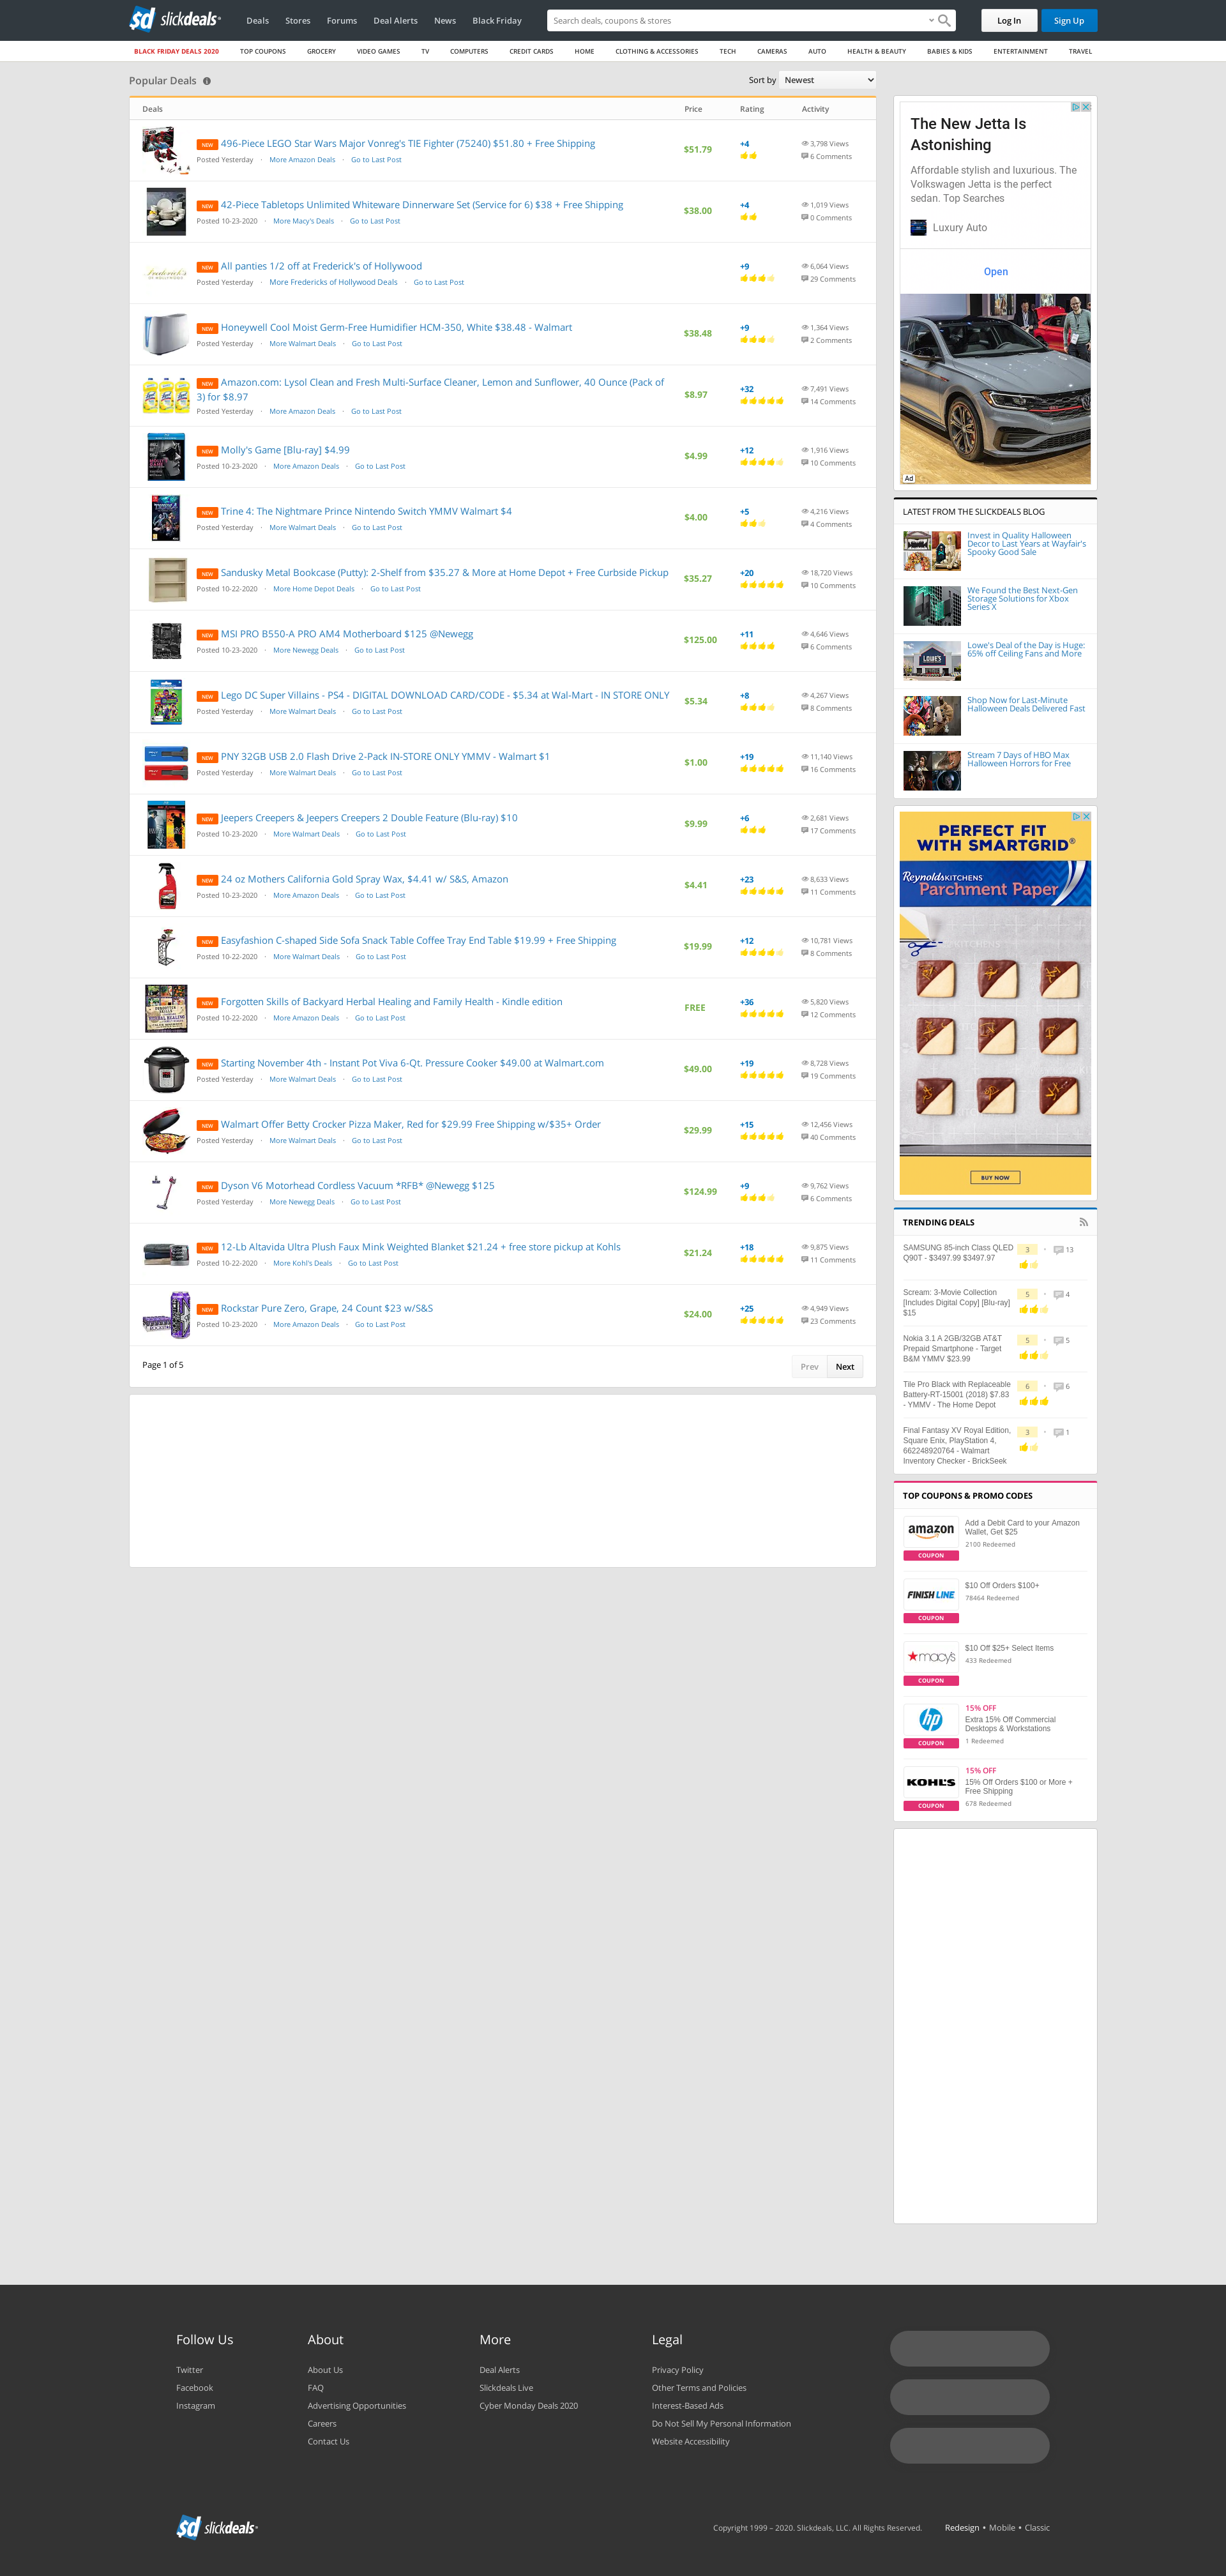 slickdeals
Deals
Stores
Forums
Deal Alerts
News
Black Friday
Search deals, coupons & stores
Log In
Sign Up
BLACK FRIDAY DEALS 2020
TOP COUPONS
GROCERY
VIDEO GAMES
TV
COMPUTERS
CREDIT CARDS
HOME
CLOTHING & ACCESSORIES
TECH
CAMERAS
AUTO
HEALTH & BEAUTY
BABIES & KIDS
ENTERTAINMENT
TRAVEL
Popular Deals
Sort by Newest
Deals Price Rating Activity
NEW 496-Piece LEGO Star Wars Major Vonreg's TIE Fighter (75240) $51.80 + Free Shipping
Posted Yesterday · More Amazon Deals · Go to Last Post
$51.79
+4
3,798 Views
6 Comments
NEW 42-Piece Tabletops Unlimited Whiteware Dinnerware Set (Service for 6) $38 + Free Shipping
Posted 10-23-2020 · More Macy's Deals · Go to Last Post
$38.00
+4
1,019 Views
0 Comments
NEW All panties 1/2 off at Frederick's of Hollywood
Posted Yesterday · More Fredericks of Hollywood Deals · Go to Last Post
+9
6,064 Views
29 Comments
NEW Honeywell Cool Moist Germ-Free Humidifier HCM-350, White $38.48 - Walmart
Posted Yesterday · More Walmart Deals · Go to Last Post
$38.48
+9
1,364 Views
2 Comments
NEW Amazon.com: Lysol Clean and Fresh Multi-Surface Cleaner, Lemon and Sunflower, 40 Ounce (Pack of
3) for $8.97
Posted Yesterday · More Amazon Deals · Go to Last Post
$8.97
+32
7,491 Views
14 Comments
NEW Molly's Game [Blu-ray] $4.99
Posted 10-23-2020 · More Amazon Deals · Go to Last Post
$4.99
+12
1,916 Views
10 Comments
NEW Trine 4: The Nightmare Prince Nintendo Switch YMMV Walmart $4
Posted Yesterday · More Walmart Deals · Go to Last Post
$4.00
+5
4,216 Views
4 Comments
NEW Sandusky Metal Bookcase (Putty): 2-Shelf from $35.27 & More at Home Depot + Free Curbside Pickup
Posted 10-22-2020 · More Home Depot Deals · Go to Last Post
$35.27
+20
18,720 Views
10 Comments
NEW MSI PRO B550-A PRO AM4 Motherboard $125 @Newegg
Posted 10-23-2020 · More Newegg Deals · Go to Last Post
$125.00
+11
4,646 Views
6 Comments
NEW Lego DC Super Villains - PS4 - DIGITAL DOWNLOAD CARD/CODE - $5.34 at Wal-Mart - IN STORE ONLY
Posted Yesterday · More Walmart Deals · Go to Last Post
$5.34
+8
4,267 Views
8 Comments
NEW PNY 32GB USB 2.0 Flash Drive 2-Pack IN-STORE ONLY YMMV - Walmart $1
Posted Yesterday · More Walmart Deals · Go to Last Post
$1.00
+19
11,140 Views
16 Comments
NEW Jeepers Creepers & Jeepers Creepers 2 Double Feature (Blu-ray) $10
Posted 10-23-2020 · More Walmart Deals · Go to Last Post
$9.99
+6
2,681 Views
17 Comments
NEW 24 oz Mothers California Gold Spray Wax, $4.41 w/ S&S, Amazon
Posted 10-23-2020 · More Amazon Deals · Go to Last Post
$4.41
+23
8,633 Views
11 Comments
NEW Easyfashion C-shaped Side Sofa Snack Table Coffee Tray End Table $19.99 + Free Shipping
Posted 10-22-2020 · More Walmart Deals · Go to Last Post
$19.99
+12
10,781 Views
8 Comments
NEW Forgotten Skills of Backyard Herbal Healing and Family Health - Kindle edition
Posted 10-22-2020 · More Amazon Deals · Go to Last Post
FREE
+36
5,820 Views
12 Comments
NEW Starting November 4th - Instant Pot Viva 6-Qt. Pressure Cooker $49.00 at Walmart.com
Posted Yesterday · More Walmart Deals · Go to Last Post
$49.00
+19
8,728 Views
19 Comments
NEW Walmart Offer Betty Crocker Pizza Maker, Red for $29.99 Free Shipping w/$35+ Order
Posted Yesterday · More Walmart Deals · Go to Last Post
$29.99
+15
12,456 Views
40 Comments
NEW Dyson V6 Motorhead Cordless Vacuum *RFB* @Newegg $125
Posted Yesterday · More Newegg Deals · Go to Last Post
$124.99
+9
9,762 Views
6 Comments
NEW 12-Lb Altavida Ultra Plush Faux Mink Weighted Blanket $21.24 + free store pickup at Kohls
Posted 10-22-2020 · More Kohl's Deals · Go to Last Post
$21.24
+18
9,875 Views
11 Comments
NEW Rockstar Pure Zero, Grape, 24 Count $23 w/S&S
Posted 10-23-2020 · More Amazon Deals · Go to Last Post
$24.00
+25
4,949 Views
23 Comments
Page 1 of 5
Prev
Next
The New Jetta Is
Astonishing
Affordable stylish and luxurious. The
Volkswagen Jetta is the perfect
sedan. Top Searches
Luxury Auto
Open
Ad
LATEST FROM THE SLICKDEALS BLOG
Invest in Quality Halloween
Decor to Last Years at Wayfair's
Spooky Good Sale
We Found the Best Next-Gen
Storage Solutions for Xbox
Series X
LOWE'S
Lowe's Deal of the Day is Huge:
65% off Ceiling Fans and More
Shop Now for Last-Minute
Halloween Deals Delivered Fast
Stream 7 Days of HBO Max
Halloween Horrors for Free
PERFECT FIT
WITH SMARTGRID®
Reynolds KITCHENS
Parchment Paper
BUY NOW
TRENDING DEALS
SAMSUNG 85-inch Class QLED
Q90T - $3497.99 $3497.97
3 · 13
Scream: 3-Movie Collection
[Includes Digital Copy] [Blu-ray]
$15
5 · 4
Nokia 3.1 A 2GB/32GB AT&T
Prepaid Smartphone - Target
B&M YMMV $23.99
5 · 5
Tile Pro Black with Replaceable
Battery-RT-15001 (2018) $7.83
- YMMV - The Home Depot
6 · 6
Final Fantasy XV Royal Edition,
Square Enix, PlayStation 4,
662248920764 - Walmart
Inventory Checker - BrickSeek
3 · 1
TOP COUPONS & PROMO CODES
amazon
COUPON
Add a Debit Card to your Amazon
Wallet, Get $25
2100 Redeemed
FINISH LINE
COUPON
$10 Off Orders $100+
78464 Redeemed
macy's
COUPON
$10 Off $25+ Select Items
433 Redeemed
hp
COUPON
15% OFF
Extra 15% Off Commercial
Desktops & Workstations
1 Redeemed
KOHL'S
COUPON
15% OFF
15% Off Orders $100 or More +
Free Shipping
678 Redeemed
Follow Us
Twitter
Facebook
Instagram
About
About Us
FAQ
Advertising Opportunities
Careers
Contact Us
More
Deal Alerts
Slickdeals Live
Cyber Monday Deals 2020
Legal
Privacy Policy
Other Terms and Policies
Interest-Based Ads
Do Not Sell My Personal Information
Website Accessibility
slickdeals
Copyright 1999 – 2020. Slickdeals, LLC. All Rights Reserved.
Redesign • Mobile • Classic